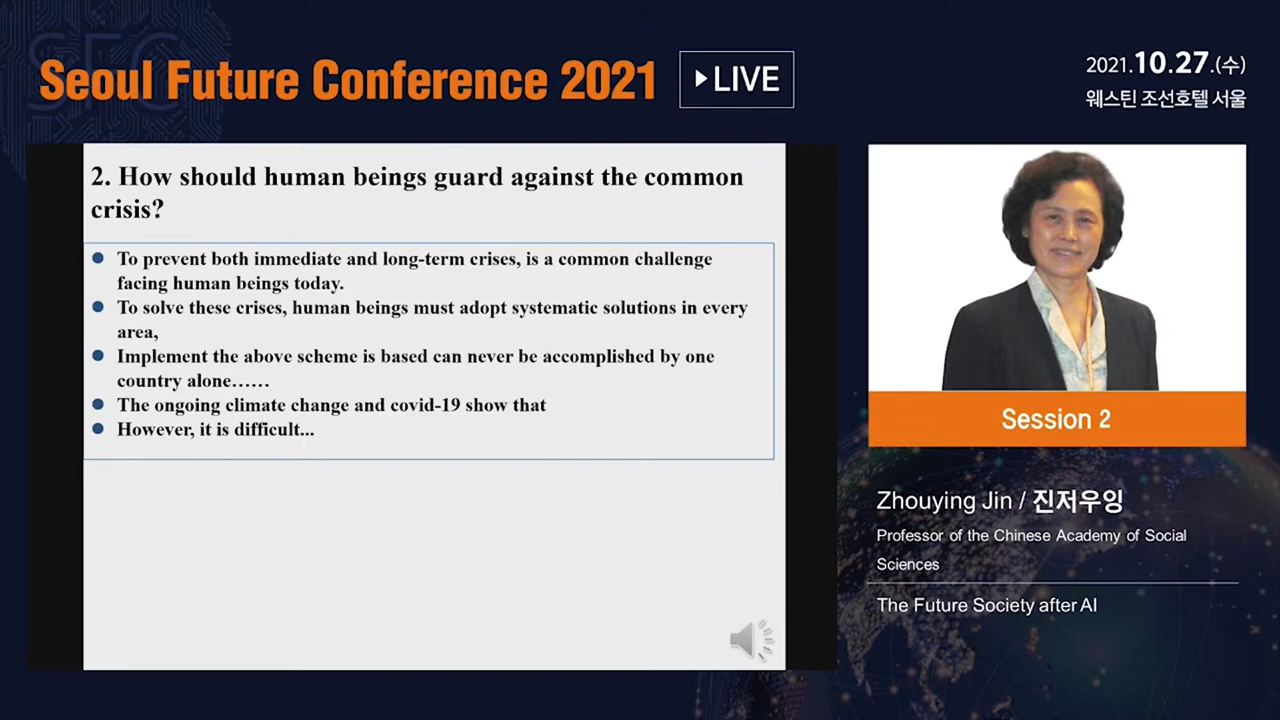 Seoul Future Conference 2021
LIVE
2021.10.27.(수)
웨스틴 조선호텔 서울
2. How should human beings guard against the common
crisis?
To prevent both immediate and long-term crises, is a common challenge
facing human beings today.
To solve these crises, human beings must adopt systematic solutions in every
area,
Implement the above scheme is based can never be accomplished by one
country alone……
The ongoing climate change and covid-19 show that
However, it is difficult...
Session 2
Zhouying Jin / 진저우잉
Professor of the Chinese Academy of Social
Sciences
The Future Society after AI
SFC